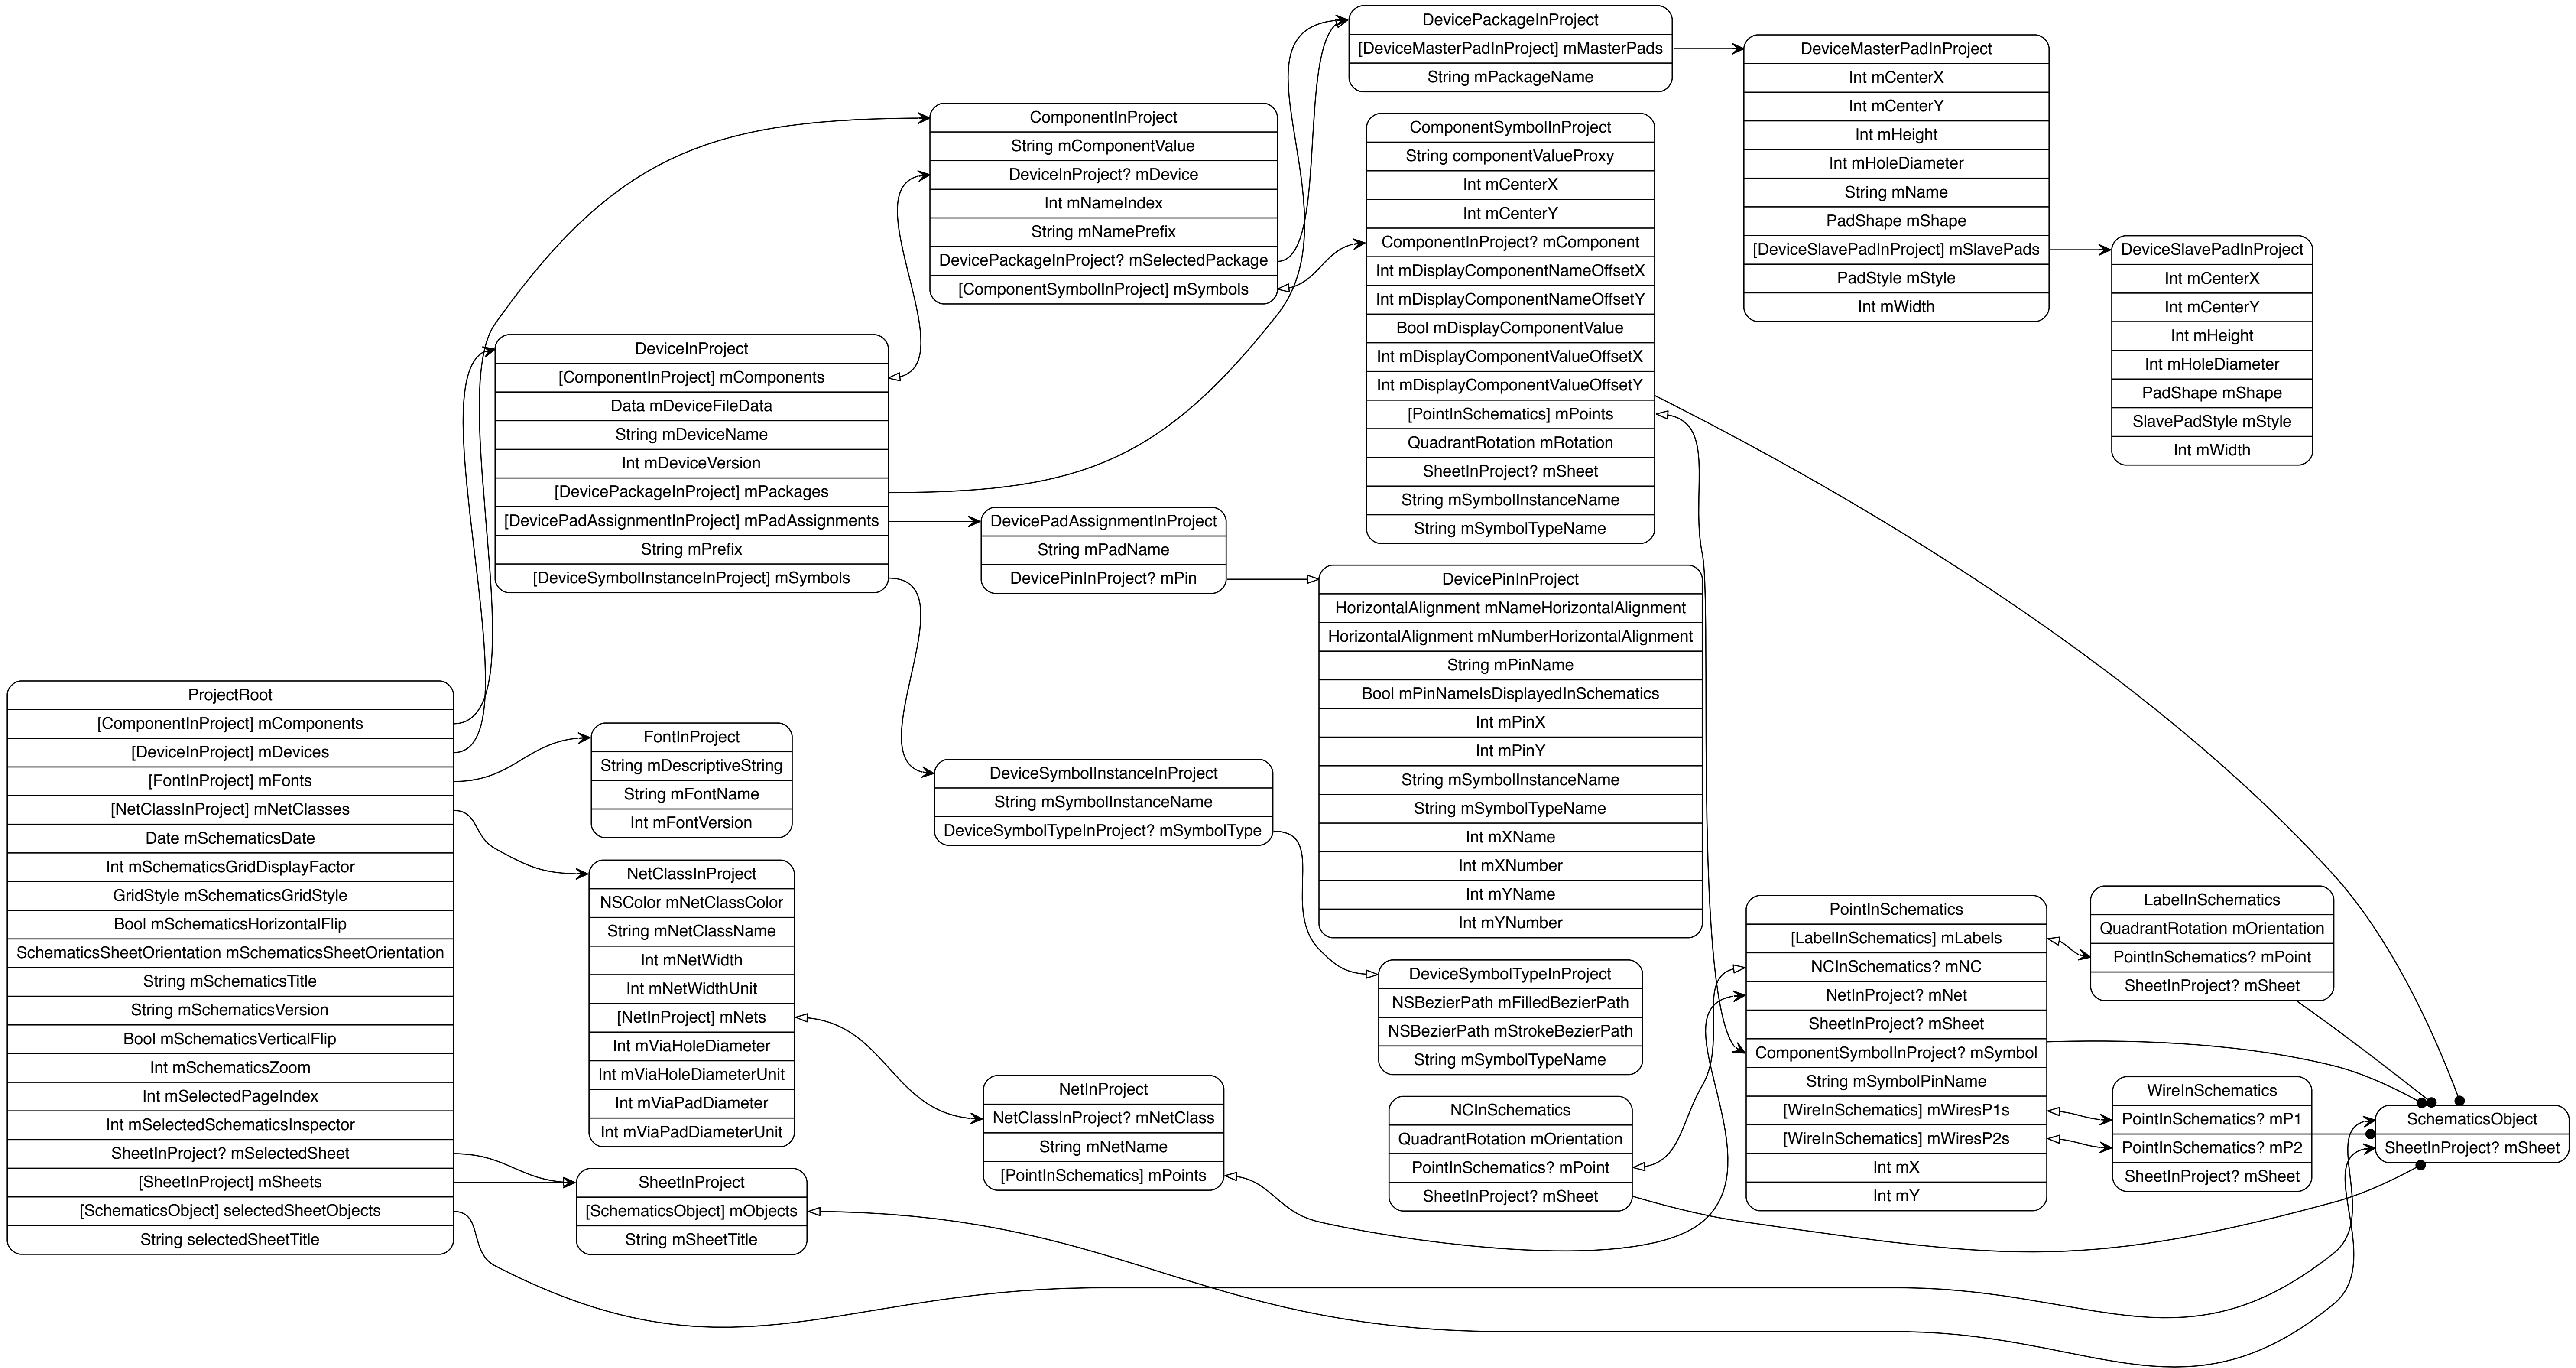 DevicePackageInProject
[DeviceMasterPadInProject] mMasterPads
String mPackageName
DeviceMasterPadInProject
Int mCenterX
Int mCenterY
Int mHeight
Int mHoleDiameter
String mName
PadShape mShape
[DeviceSlavePadInProject] mSlavePads
PadStyle mStyle
Int mWidth
DeviceSlavePadInProject
Int mCenterX
Int mCenterY
Int mHeight
Int mHoleDiameter
PadShape mShape
SlavePadStyle mStyle
Int mWidth
ComponentInProject
String mComponentValue
DeviceInProject? mDevice
Int mNameIndex
String mNamePrefix
DevicePackageInProject? mSelectedPackage
[ComponentSymbolInProject] mSymbols
ComponentSymbolInProject
String componentValueProxy
Int mCenterX
Int mCenterY
ComponentInProject? mComponent
Int mDisplayComponentNameOffsetX
Int mDisplayComponentNameOffsetY
Bool mDisplayComponentValue
Int mDisplayComponentValueOffsetX
Int mDisplayComponentValueOffsetY
[PointInSchematics] mPoints
QuadrantRotation mRotation
SheetInProject? mSheet
String mSymbolInstanceName
String mSymbolTypeName
DeviceInProject
[ComponentInProject] mComponents
Data mDeviceFileData
String mDeviceName
Int mDeviceVersion
[DevicePackageInProject] mPackages
[DevicePadAssignmentInProject] mPadAssignments
String mPrefix
[DeviceSymbolInstanceInProject] mSymbols
DevicePadAssignmentInProject
String mPadName
DevicePinInProject? mPin
DevicePinInProject
HorizontalAlignment mNameHorizontalAlignment
HorizontalAlignment mNumberHorizontalAlignment
String mPinName
Bool mPinNameIsDisplayedInSchematics
Int mPinX
Int mPinY
String mSymbolInstanceName
String mSymbolTypeName
Int mXName
Int mXNumber
Int mYName
Int mYNumber
ProjectRoot
[ComponentInProject] mComponents
[DeviceInProject] mDevices
[FontInProject] mFonts
[NetClassInProject] mNetClasses
Date mSchematicsDate
Int mSchematicsGridDisplayFactor
GridStyle mSchematicsGridStyle
Bool mSchematicsHorizontalFlip
SchematicsSheetOrientation mSchematicsSheetOrientation
String mSchematicsTitle
String mSchematicsVersion
Bool mSchematicsVerticalFlip
Int mSchematicsZoom
Int mSelectedPageIndex
Int mSelectedSchematicsInspector
SheetInProject? mSelectedSheet
[SheetInProject] mSheets
[SchematicsObject] selectedSheetObjects
String selectedSheetTitle
FontInProject
String mDescriptiveString
String mFontName
Int mFontVersion
DeviceSymbolInstanceInProject
String mSymbolInstanceName
DeviceSymbolTypeInProject? mSymbolType
NetClassInProject
NSColor mNetClassColor
String mNetClassName
Int mNetWidth
Int mNetWidthUnit
[NetInProject] mNets
Int mViaHoleDiameter
Int mViaHoleDiameterUnit
Int mViaPadDiameter
Int mViaPadDiameterUnit
DeviceSymbolTypeInProject
NSBezierPath mFilledBezierPath
NSBezierPath mStrokeBezierPath
String mSymbolTypeName
PointInSchematics
[LabelInSchematics] mLabels
NCInSchematics? mNC
NetInProject? mNet
SheetInProject? mSheet
ComponentSymbolInProject? mSymbol
String mSymbolPinName
[WireInSchematics] mWiresP1s
[WireInSchematics] mWiresP2s
Int mX
Int mY
LabelInSchematics
QuadrantRotation mOrientation
PointInSchematics? mPoint
SheetInProject? mSheet
NetInProject
NetClassInProject? mNetClass
String mNetName
[PointInSchematics] mPoints
NCInSchematics
QuadrantRotation mOrientation
PointInSchematics? mPoint
SheetInProject? mSheet
WireInSchematics
PointInSchematics? mP1
PointInSchematics? mP2
SheetInProject? mSheet
SchematicsObject
SheetInProject? mSheet
SheetInProject
[SchematicsObject] mObjects
String mSheetTitle